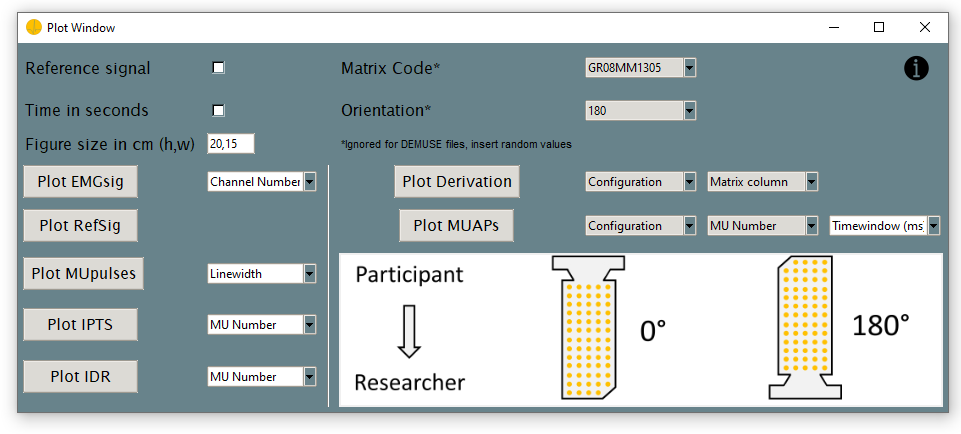 Plot Window
Reference signal
Matrix Code*
GR08MM1305
Time in seconds
Orientation*
180
Figure size in cm (h,w)
20,15
*Ignored for DEMUSE files, insert random values
Plot EMGsig
Channel Number
Plot Derivation
Configuration
Matrix column
Plot RefSig
Plot MUAPs
Configuration
MU Number
Timewindow (ms)
Plot MUpulses
Linewidth
Plot IPTS
MU Number
Plot IDR
MU Number
Participant
Researcher
0°
180°